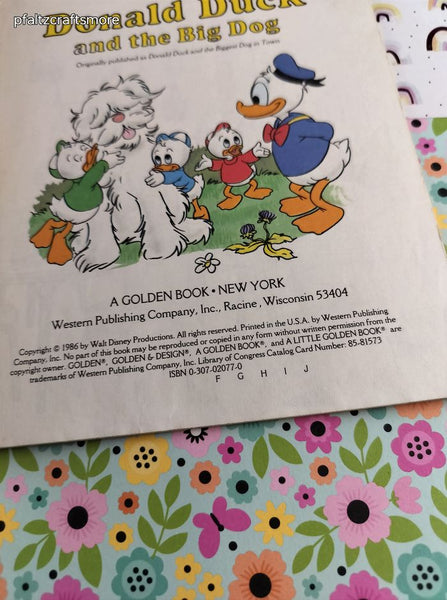 pfaltzcraftsmore
Donald Duck
and the Big Dog
Originally published as Donald Duck and the Biggest Dog in Town
A GOLDEN BOOK • NEW YORK
Western Publishing Company, Inc., Racine, Wisconsin 53404
Copyright © 1986 by Walt Disney Productions. All rights reserved. Printed in the U.S.A. by Western Publishing
Company, Inc. No part of this book may be reproduced or copied in any form without written permission from the
copyright owner. GOLDEN®, GOLDEN & DESIGN®, A GOLDEN BOOK®, and A LITTLE GOLDEN BOOK® are
trademarks of Western Publishing Company, Inc. Library of Congress Catalog Card Number: 85-81573
ISBN 0-307-02077-0
F G H I J